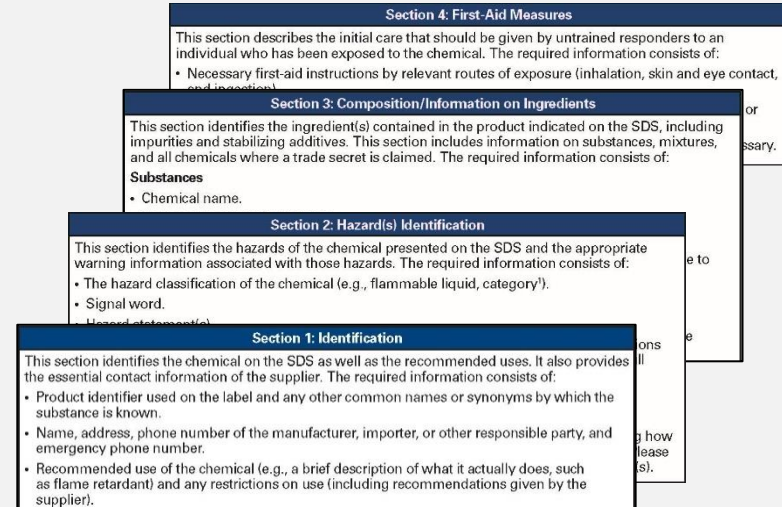 Section 4: First-Aid Measures
This section describes the initial care that should be given by untrained responders to an
individual who has been exposed to the chemical. The required information consists of:
• Necessary first-aid instructions by relevant routes of exposure (inhalation, skin and eye contact,
and ingestion)
or
ssary.
Section 3: Composition/Information on Ingredients
This section identifies the ingredient(s) contained in the product indicated on the SDS, including
impurities and stabilizing additives. This section includes information on substances, mixtures,
and all chemicals where a trade secret is claimed. The required information consists of:
Substances
• Chemical name.
e to
e
Section 2: Hazard(s) Identification
This section identifies the hazards of the chemical presented on the SDS and the appropriate
warning information associated with those hazards. The required information consists of:
• The hazard classification of the chemical (e.g., flammable liquid, category¹).
• Signal word.
• Hazard statement(s)
ions
ll
g how
lease
(s).
Section 1: Identification
This section identifies the chemical on the SDS as well as the recommended uses. It also provides
the essential contact information of the supplier. The required information consists of:
• Product identifier used on the label and any other common names or synonyms by which the
substance is known.
• Name, address, phone number of the manufacturer, importer, or other responsible party, and
emergency phone number.
• Recommended use of the chemical (e.g., a brief description of what it actually does, such
as flame retardant) and any restrictions on use (including recommendations given by the
supplier).